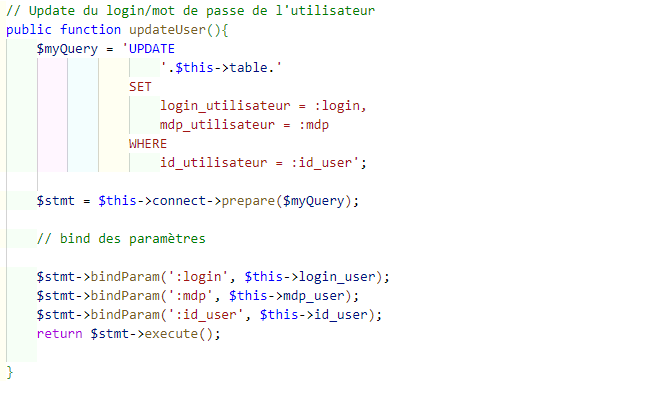 // Update du login/mot de passe de l'utilisateur
public function updateUser(){
$myQuery = 'UPDATE
'.$this->table.'
SET
login_utilisateur = :login,
mdp_utilisateur = :mdp
WHERE
id_utilisateur = :id_user';
$stmt = $this->connect->prepare($myQuery);
// bind des paramètres
$stmt->bindParam(':login', $this->login_user);
$stmt->bindParam(':mdp', $this->mdp_user);
$stmt->bindParam(':id_user', $this->id_user);
return $stmt->execute();
}